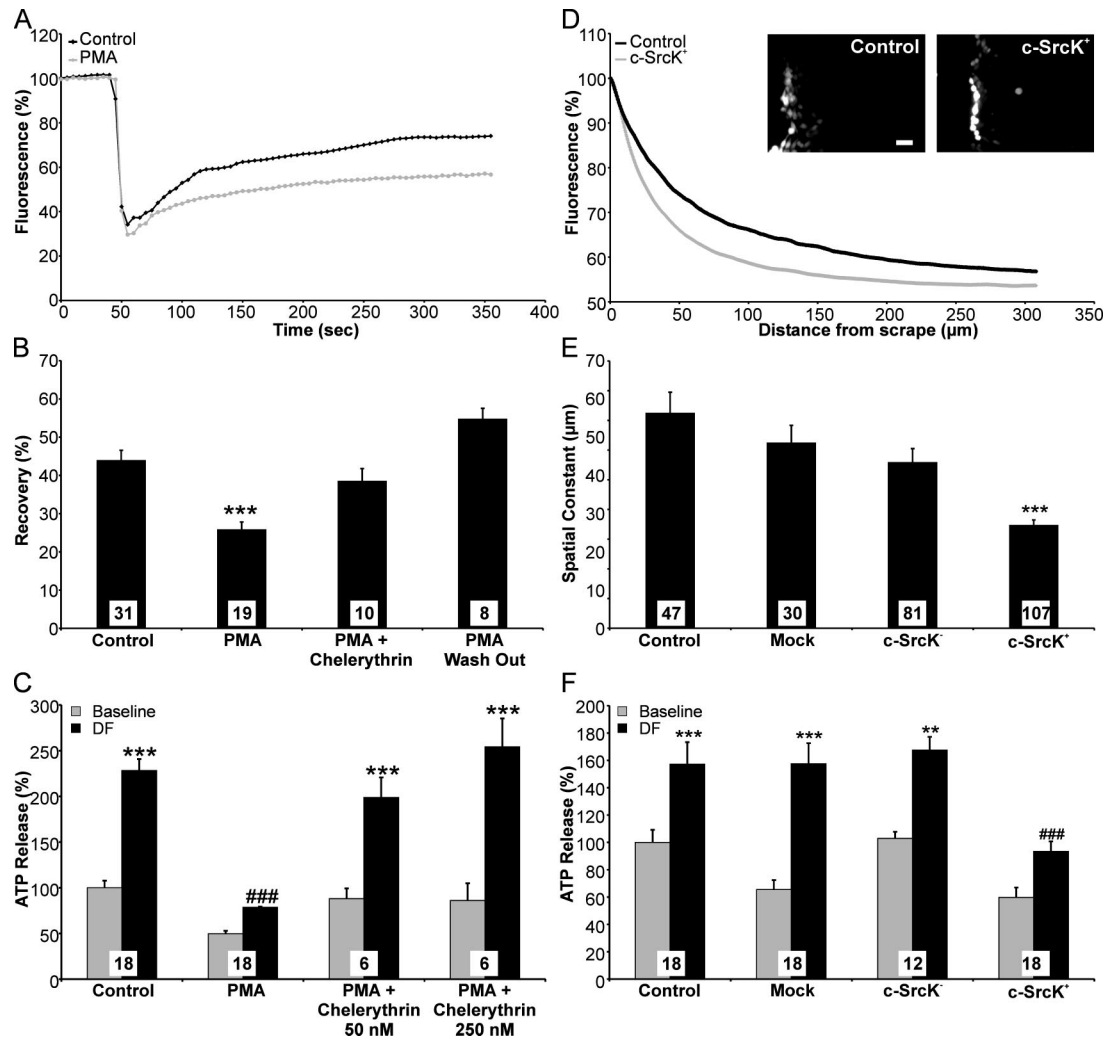 A
Control
PMA
Fluorescence (%)
120
100
80
60
40
20
0
0 50 100 150 200 250 300 350 400
Time (sec)
B
Recovery (%)
70
60
50
40
30
20
10
0
***
31 19 10 8
Control PMA PMA + Chelerythrin PMA Wash Out
C
Baseline
DF
ATP Release (%)
300
250
200
150
100
50
0
*** ### *** ***
18 18 6 6
Control PMA PMA + Chelerythrin 50 nM PMA + Chelerythrin 250 nM
D
Control
c-SrcK+
Control c-SrcK+
Fluorescence (%)
110
100
90
80
70
60
50
0 50 100 150 200 250 300 350
Distance from scrape (µm)
E
Spatial Constant (µm)
70
60
50
40
30
20
10
0
***
47 30 81 107
Control Mock c-SrcK- c-SrcK+
F
Baseline
DF
ATP Release (%)
200
180
160
140
120
100
80
60
40
20
0
*** *** ** ###
18 18 12 18
Control Mock c-SrcK- c-SrcK+